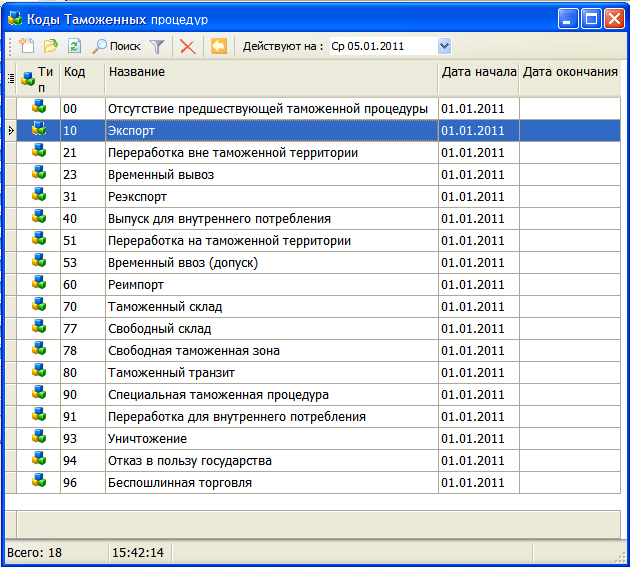 Коды Таможенных процедур
Поиск Действуют на : Ср 05.01.2011
Тип Код Название Дата начала Дата окончания
00 Отсутствие предшествующей таможенной процедуры 01.01.2011
10 Экспорт 01.01.2011
21 Переработка вне таможенной территории 01.01.2011
23 Временный вывоз 01.01.2011
31 Реэкспорт 01.01.2011
40 Выпуск для внутреннего потребления 01.01.2011
51 Переработка на таможенной территории 01.01.2011
53 Временный ввоз (допуск) 01.01.2011
60 Реимпорт 01.01.2011
70 Таможенный склад 01.01.2011
77 Свободный склад 01.01.2011
78 Свободная таможенная зона 01.01.2011
80 Таможенный транзит 01.01.2011
90 Специальная таможенная процедура 01.01.2011
91 Переработка для внутреннего потребления 01.01.2011
93 Уничтожение 01.01.2011
94 Отказ в пользу государства 01.01.2011
96 Беспошлинная торговля 01.01.2011
Всего: 18 15:42:14